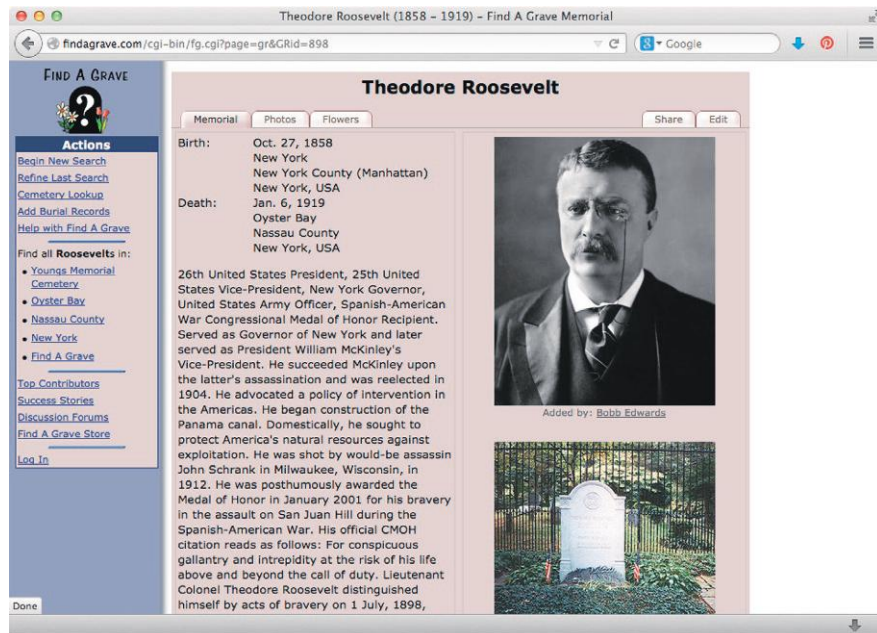 Theodore Roosevelt (1858 – 1919) – Find A Grave Memorial
findagrave.com/cgi-bin/fg.cgi?page=gr&GRid=898
Google
FIND A GRAVE
?
Actions
Begin New Search
Refine Last Search
Cemetery Lookup
Add Burial Records
Help with Find A Grave
Find all Roosevelts in:
• Youngs Memorial
Cemetery
• Oyster Bay
• Nassau County
• New York
• Find A Grave
Top Contributors
Success Stories
Discussion Forums
Find A Grave Store
Log In
Done
Theodore Roosevelt
Memorial Photos Flowers Share Edit
Birth: Oct. 27, 1858
New York
New York County (Manhattan)
New York, USA
Death: Jan. 6, 1919
Oyster Bay
Nassau County
New York, USA
26th United States President, 25th United
States Vice-President, New York Governor,
United States Army Officer, Spanish-American
War Congressional Medal of Honor Recipient.
Served as Governor of New York and later
served as President William McKinley's
Vice-President. He succeeded McKinley upon
the latter's assassination and was reelected in
1904. He advocated a policy of intervention in
the Americas. He began construction of the
Panama canal. Domestically, he sought to
protect America's natural resources against
exploitation. He was shot by would-be assassin
John Schrank in Milwaukee, Wisconsin, in
1912. He was posthumously awarded the
Medal of Honor in January 2001 for his bravery
in the assault on San Juan Hill during the
Spanish-American War. His official CMOH
citation reads as follows: For conspicuous
gallantry and intrepidity at the risk of his life
above and beyond the call of duty. Lieutenant
Colonel Theodore Roosevelt distinguished
himself by acts of bravery on 1 July, 1898,
Added by: Bobb Edwards